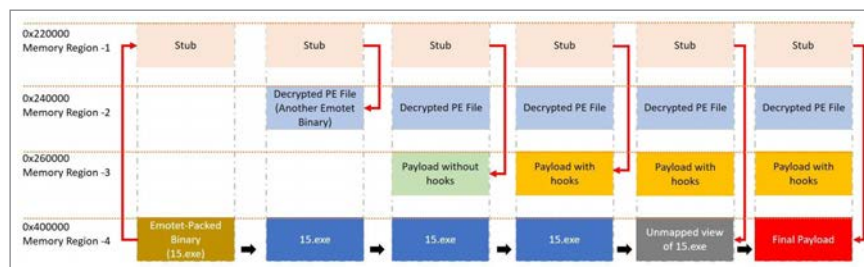 0x220000
Memory Region -1
Stub
Stub
Stub
Stub
Stub
Stub
0x240000
Memory Region -2
Decrypted PE File
(Another Emotet
Binary)
Decrypted PE File
Decrypted PE File
Decrypted PE File
Decrypted PE File
0x260000
Memory Region -3
Payload without
hooks
Payload with
hooks
Payload with
hooks
Payload with
hooks
0x400000
Memory Region -4
Emotet-Packed
Binary
(15.exe)
15.exe
15.exe
15.exe
Unmapped view
of 15.exe
Final Payload